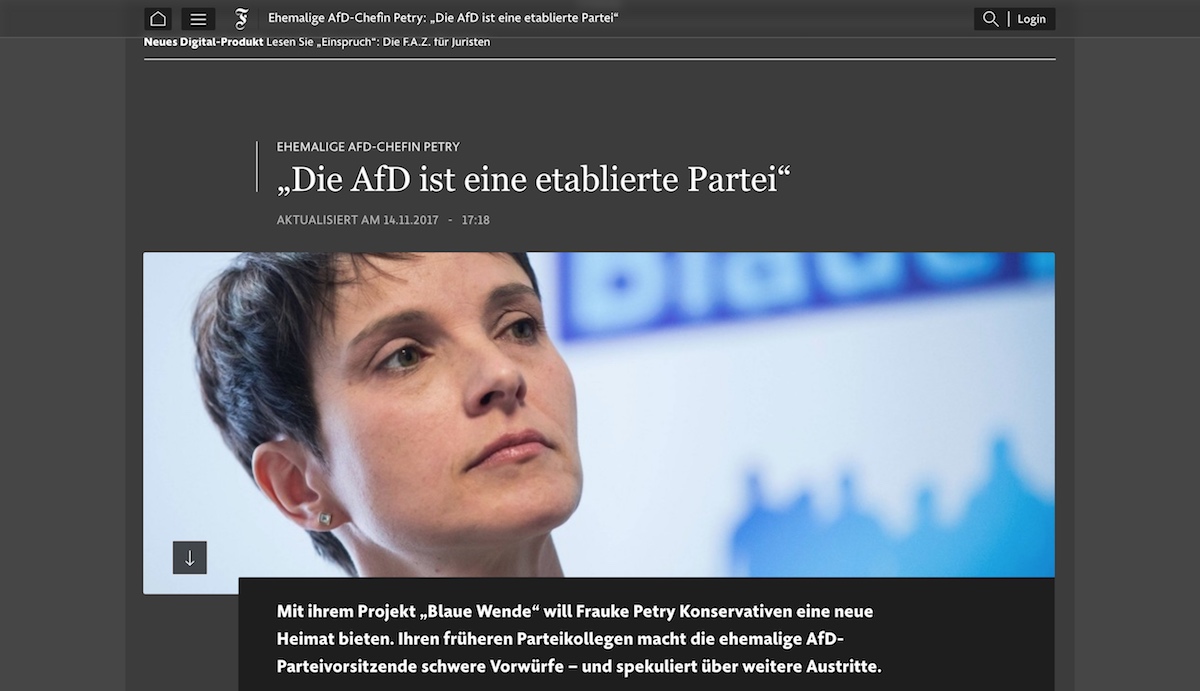 Ehemalige AfD-Chefin Petry: „Die AfD ist eine etablierte Partei“
Login
Neues Digital-Produkt Lesen Sie „Einspruch“: Die F.A.Z. für Juristen
EHEMALIGE AFD-CHEFIN PETRY
„Die AfD ist eine etablierte Partei“
AKTUALISIERT AM 14.11.2017 - 17:18
Mit ihrem Projekt „Blaue Wende“ will Frauke Petry Konservativen eine neue
Heimat bieten. Ihren früheren Parteikollegen macht die ehemalige AfD-
Parteivorsitzende schwere Vorwürfe – und spekuliert über weitere Austritte.